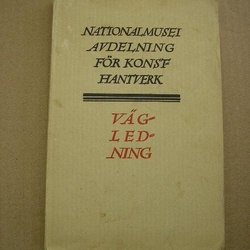 NATIONALMUSEI
AVDELNING
FÖR KONST
HANTVERK
VÄG-
LED-
NING